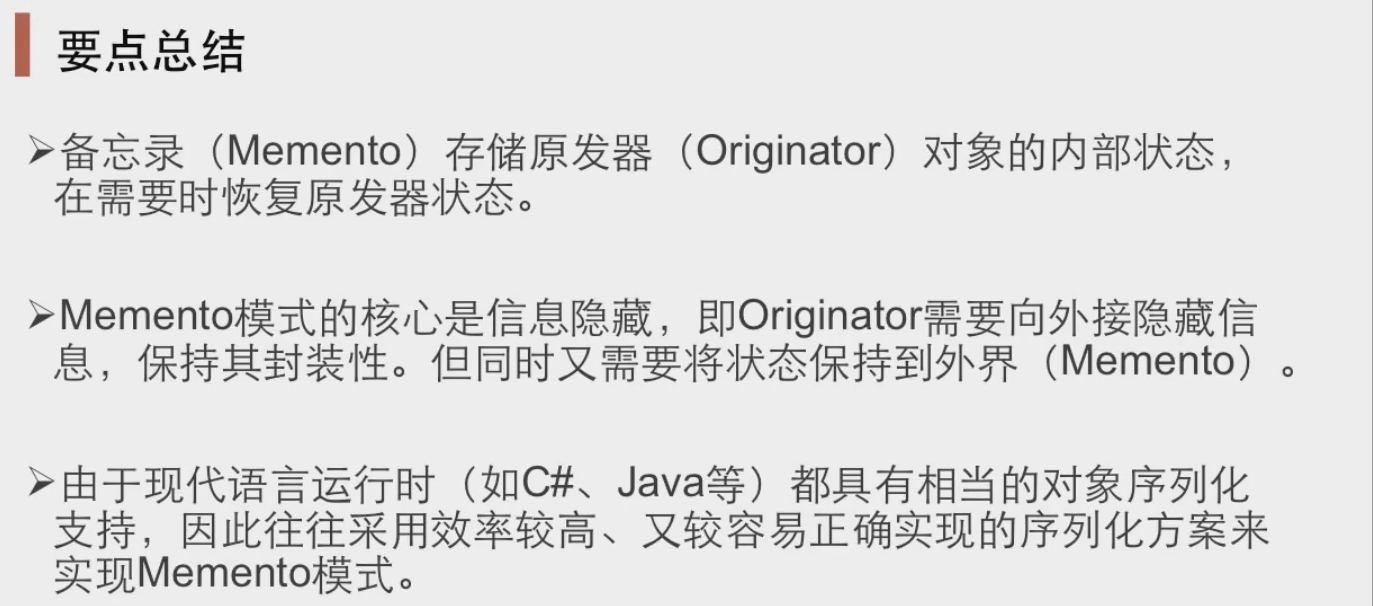 要点总结
➢备忘录（Memento）存储原发器（Originator）对象的内部状态，
在需要时恢复原发器状态。
➢Memento模式的核心是信息隐藏，即Originator需要向外接隐藏信
息，保持其封装性。但同时又需要将状态保持到外界（Memento）。
➢由于现代语言运行时（如C#、Java等）都具有相当的对象序列化
支持，因此往往采用效率较高、又较容易正确实现的序列化方案来
实现Memento模式。